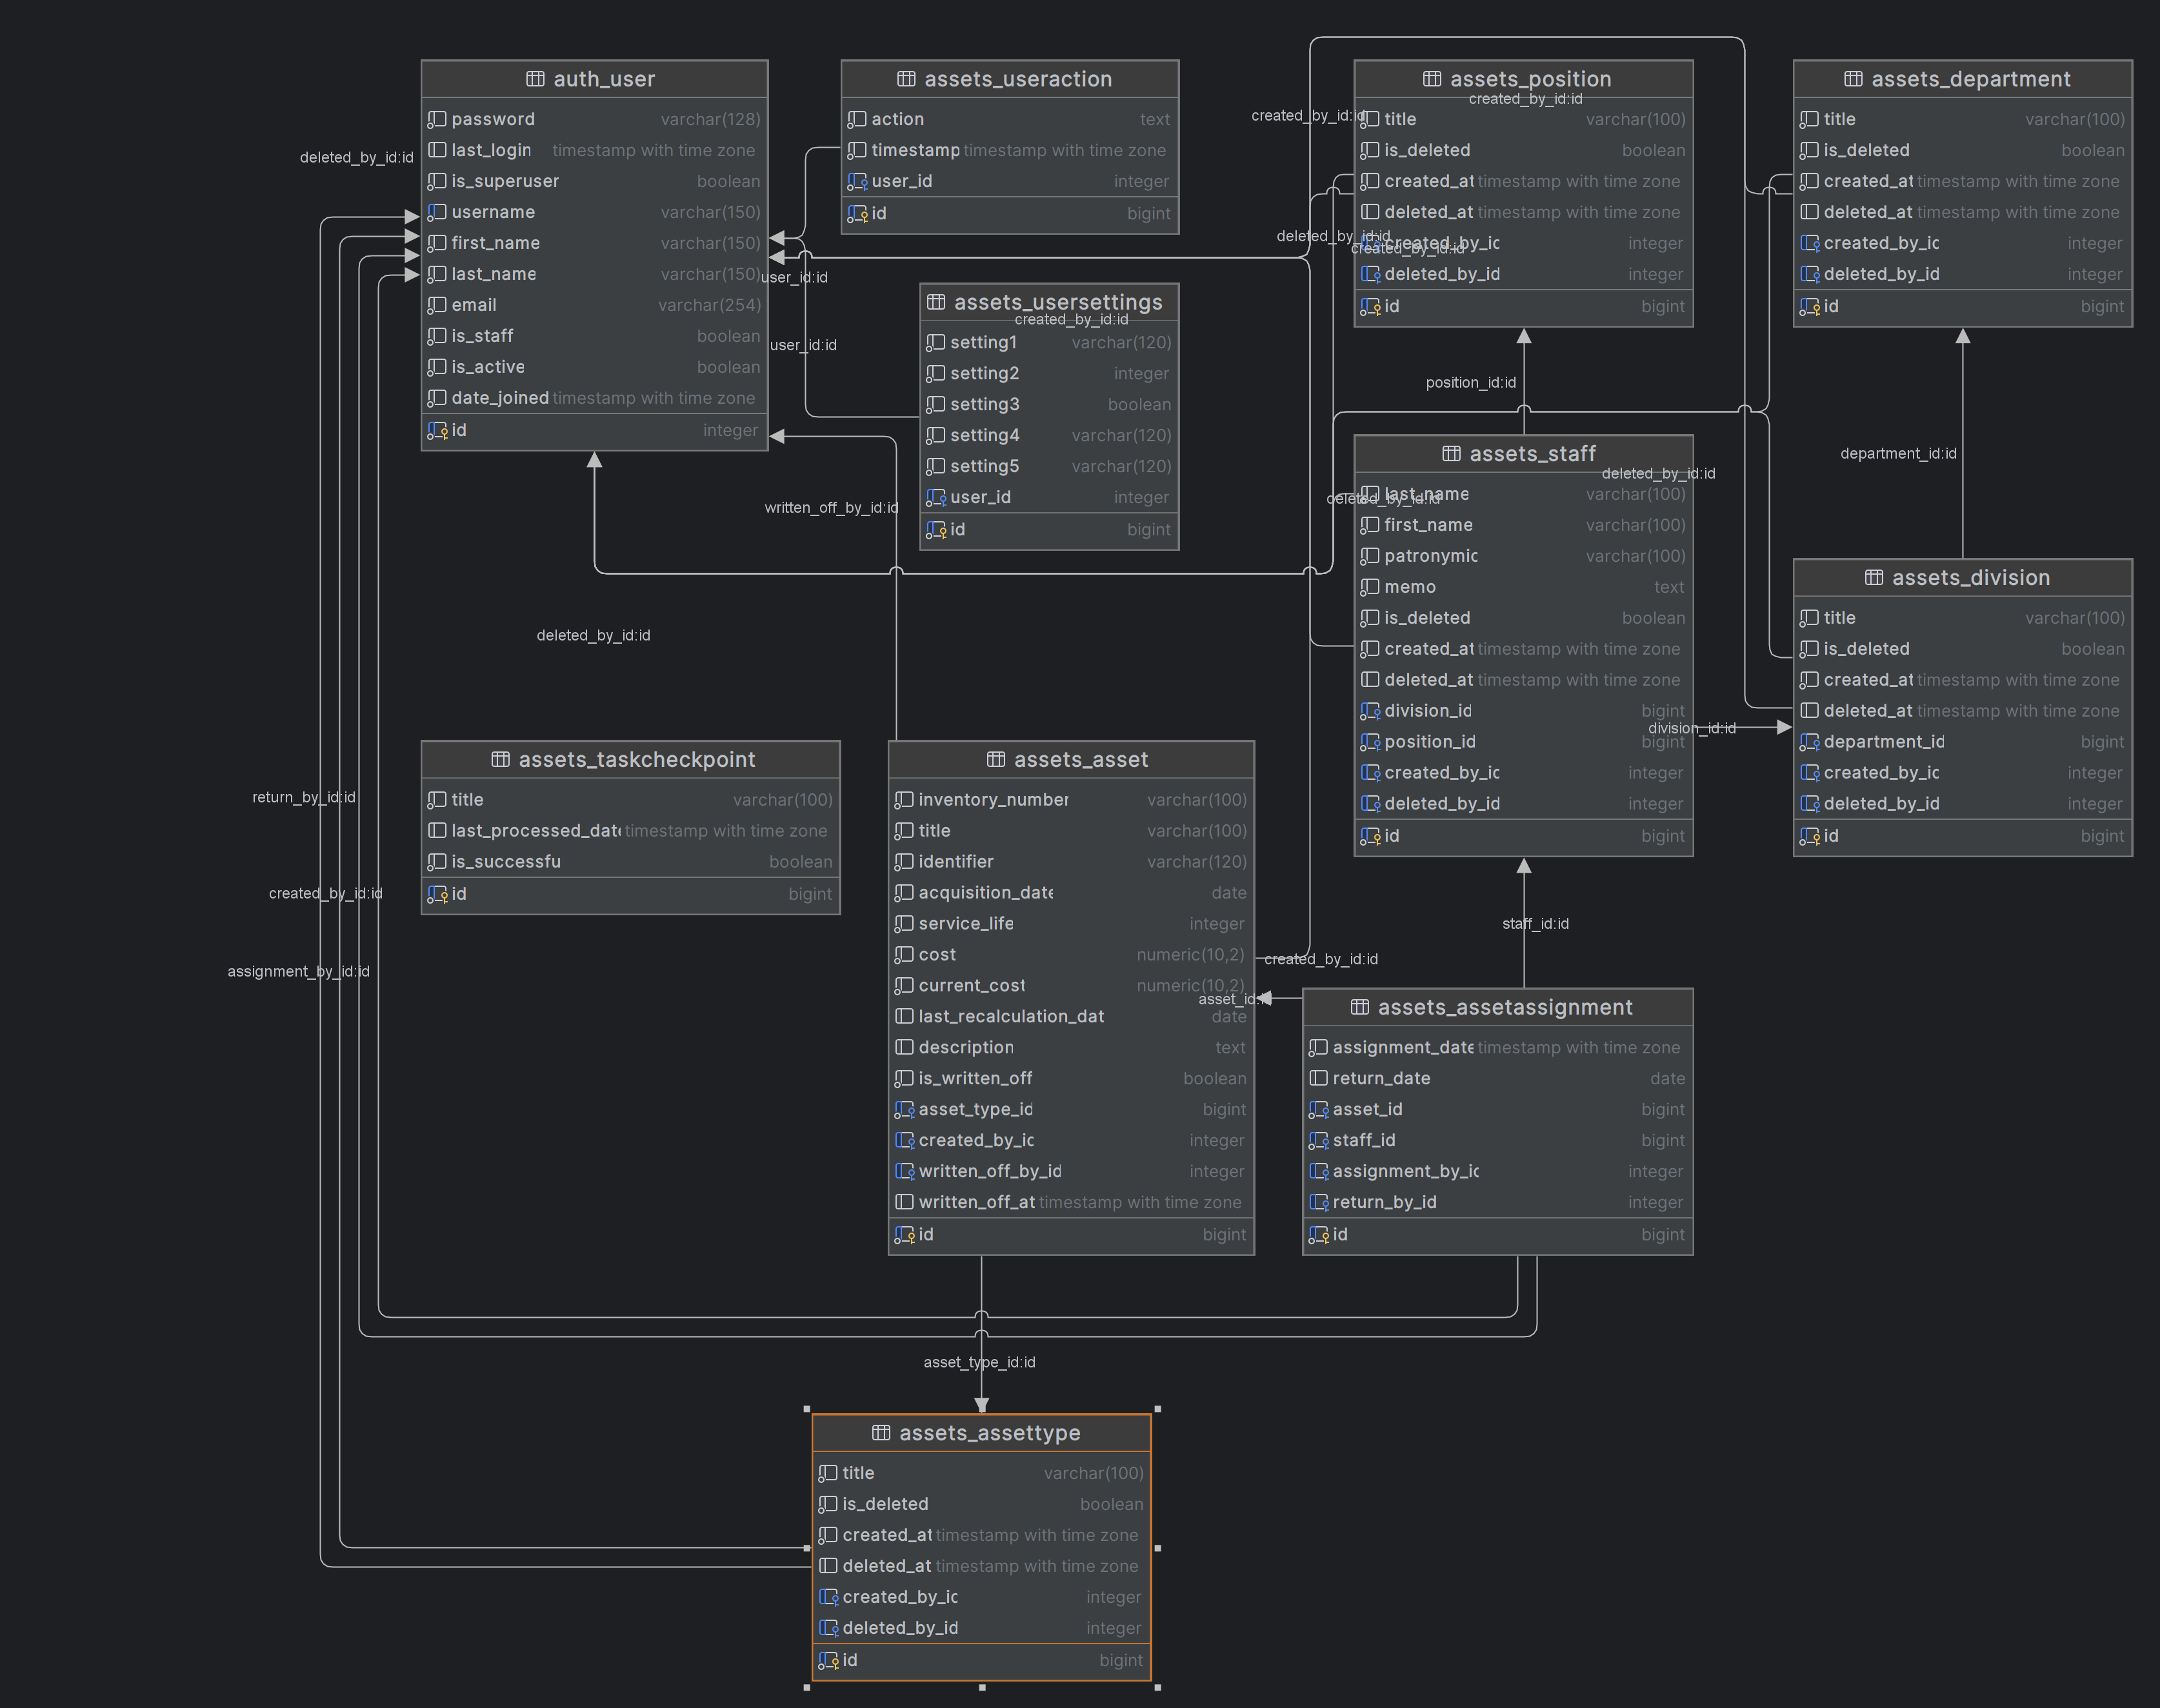 auth_user
password varchar(128)
last_login timestamp with time zone
is_superuser boolean
username varchar(150)
first_name varchar(150)
last_name varchar(150)
email varchar(254)
is_staff boolean
is_active boolean
date_joined timestamp with time zone
id integer
assets_useraction
action text
timestamp timestamp with time zone
user_id integer
id bigint
assets_position
created_by_id:id
title varchar(100)
is_deleted boolean
created_at timestamp with time zone
deleted_at timestamp with time zone
created_by_ic integer
deleted_by_id integer
id bigint
assets_department
title varchar(100)
is_deleted boolean
created_at timestamp with time zone
deleted_at timestamp with time zone
created_by_ic integer
deleted_by_id integer
id bigint
deleted_by_id:id
created_by_id:id
deleted_by_id:id
created_by_id:id
user_id:id
user_id:id
assets_usersettings
created_by_id:id
setting1 varchar(120)
setting2 integer
setting3 boolean
setting4 varchar(120)
setting5 varchar(120)
user_id integer
id bigint
position_id:id
department_id:id
written_off_by_id:id
deleted_by_id:id
assets_staff
deleted_by_id:id
deleted_by_id:id
last_name varchar(100)
first_name varchar(100)
patronymic varchar(100)
memo text
is_deleted boolean
created_at timestamp with time zone
deleted_at timestamp with time zone
division_id bigint
position_id bigint
created_by_ic integer
deleted_by_id integer
id bigint
division_id:id
assets_division
title varchar(100)
is_deleted boolean
created_at timestamp with time zone
deleted_at timestamp with time zone
department_id bigint
created_by_ic integer
deleted_by_id integer
id bigint
assets_taskcheckpoint
title varchar(100)
last_processed_date timestamp with time zone
is_successfu boolean
id bigint
return_by_id:id
created_by_id:id
assignment_by_id:id
assets_asset
inventory_number varchar(100)
title varchar(100)
identifier varchar(120)
acquisition_date date
service_life integer
cost numeric(10,2)
current_cost numeric(10,2)
last_recalculation_dat date
description text
is_written_off boolean
asset_type_id bigint
created_by_ic integer
written_off_by_id integer
written_off_at timestamp with time zone
id bigint
staff_id:id
created_by_id:id
assets_assetassignment
assignment_date timestamp with time zone
return_date date
asset_id bigint
staff_id bigint
assignment_by_ic integer
return_by_id integer
id bigint
asset_type_id:id
assets_assettype
title varchar(100)
is_deleted boolean
created_at timestamp with time zone
deleted_at timestamp with time zone
created_by_ic integer
deleted_by_id integer
id bigint